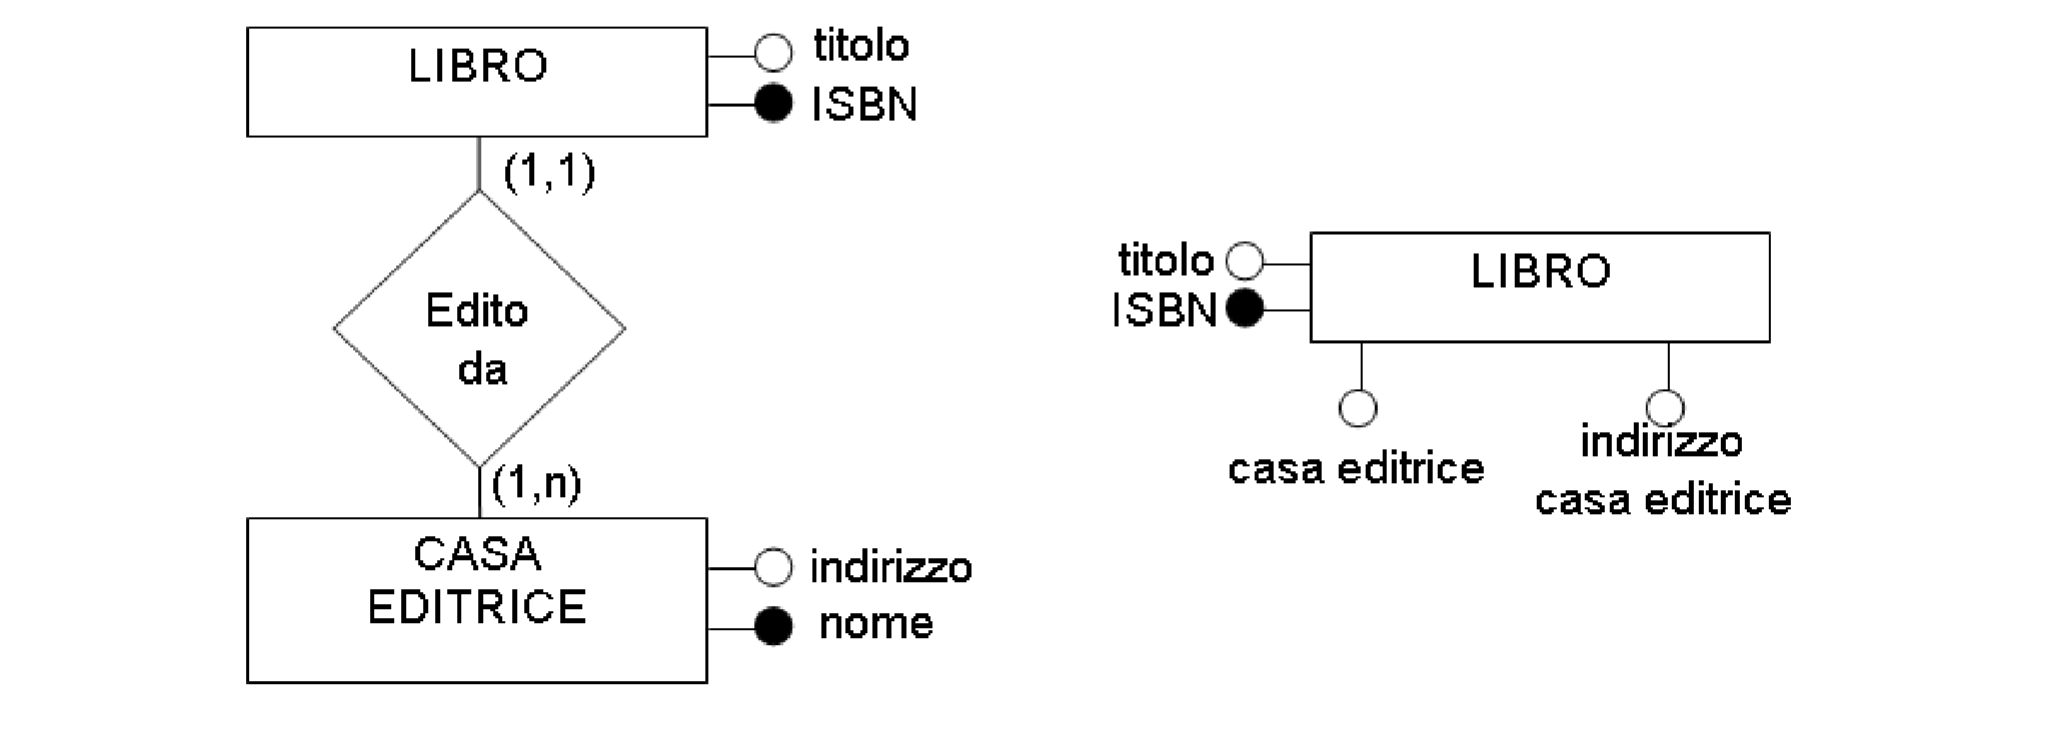 LIBRO
titolo
ISBN
(1,1)
Edito
da
(1,n)
CASA
EDITRICE
indirizzo
nome
titolo
ISBN
LIBRO
casa editrice
indirizzo
casa editrice